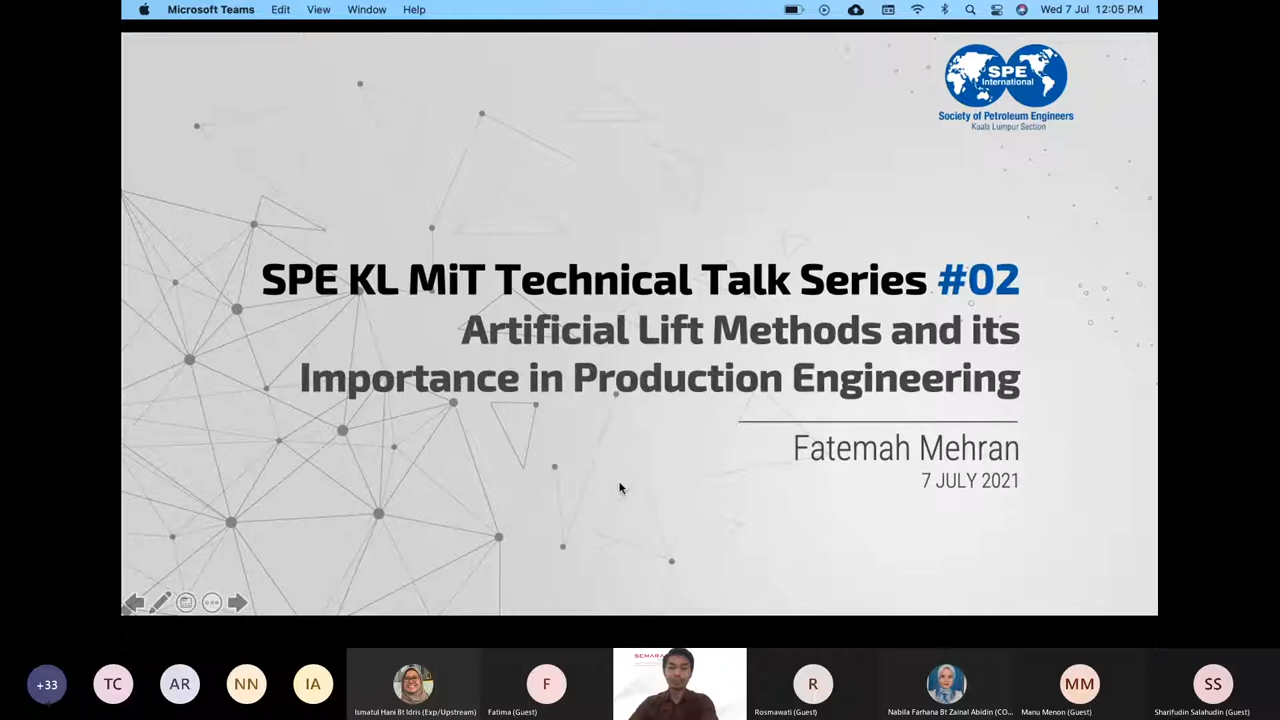 Microsoft Teams Edit View Window Help Wed 7 Jul 12:05 PM
SPE
International
Society of Petroleum Engineers
Kuala Lumpur Section
SPE KL MiT Technical Talk Series #02
Artificial Lift Methods and its
Importance in Production Engineering
Fatemah Mehran
7 JULY 2021
+33 TC AR NN IA F R MM SS
Ismatul Hani Bt Idris (Exp/Upstream) Fatima (Guest) Rosmawati (Guest) Nabila Farhana Bt Zainal Abidin (CO... Manu Menon (Guest) Sharifudin Salahudin (Guest)